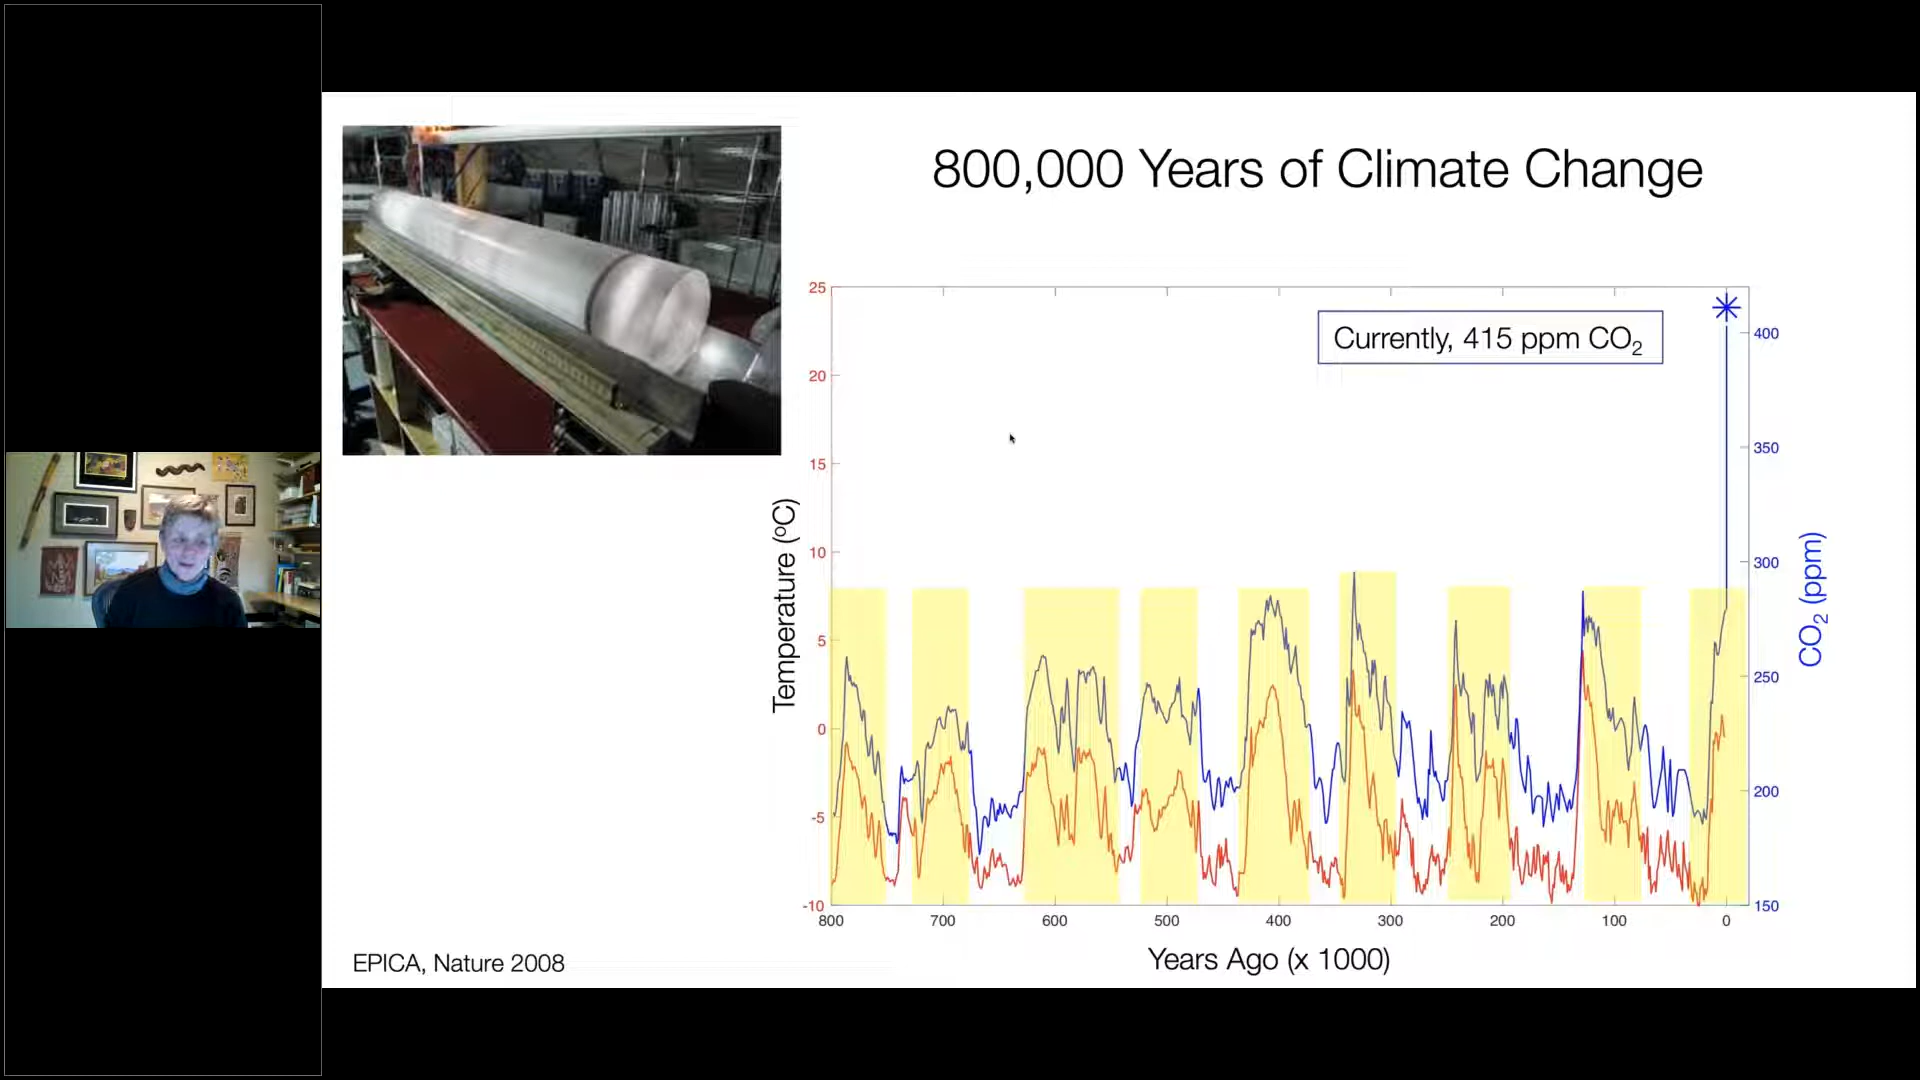 800,000 Years of Climate Change
Currently, 415 ppm CO₂
25
20
15
10
5
0
-5
-10
Temperature (ºC)
400
350
300
250
200
150
CO₂ (ppm)
800 700 600 500 400 300 200 100 0
Years Ago (x 1000)
EPICA, Nature 2008